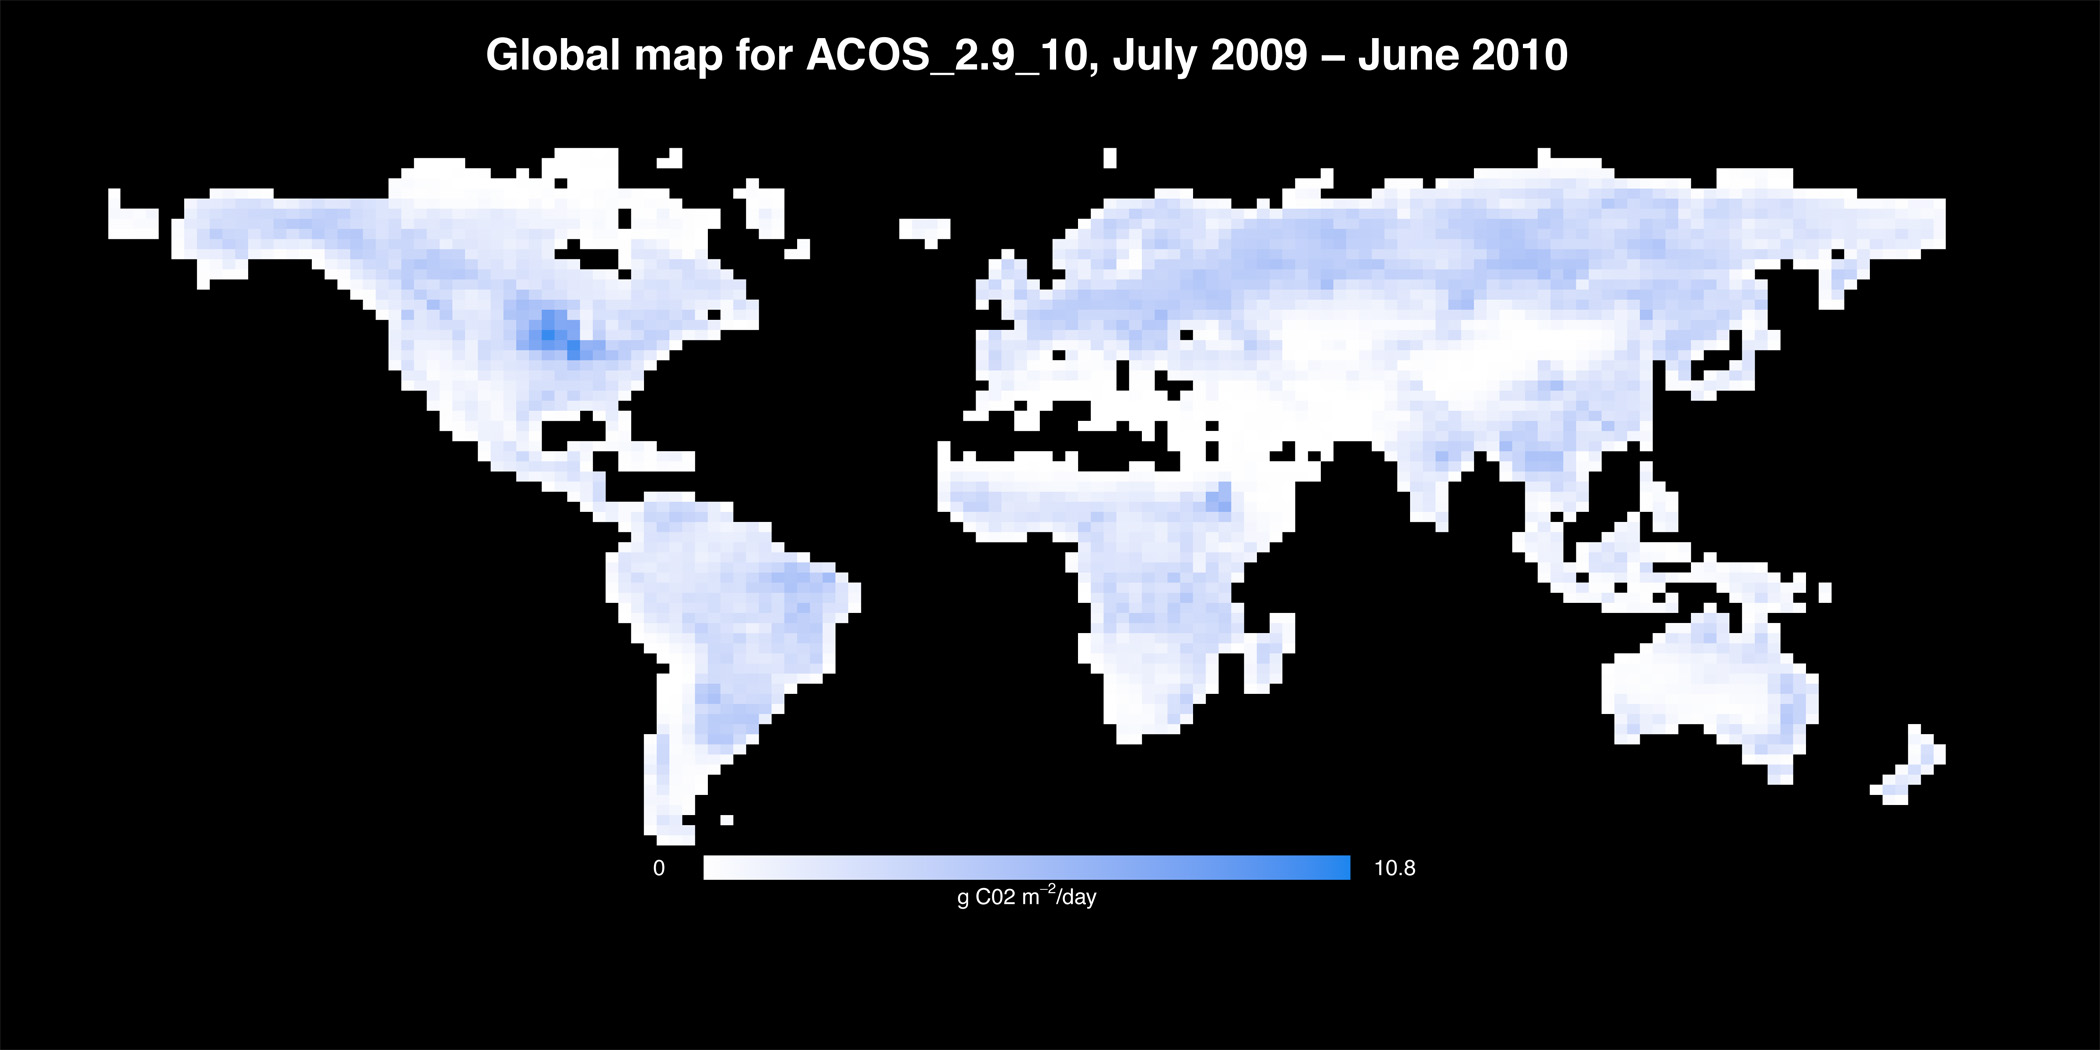 Global map for ACOS_2.9_10, July 2009 – June 2010
0 10.8
g C02 m⁻²/day